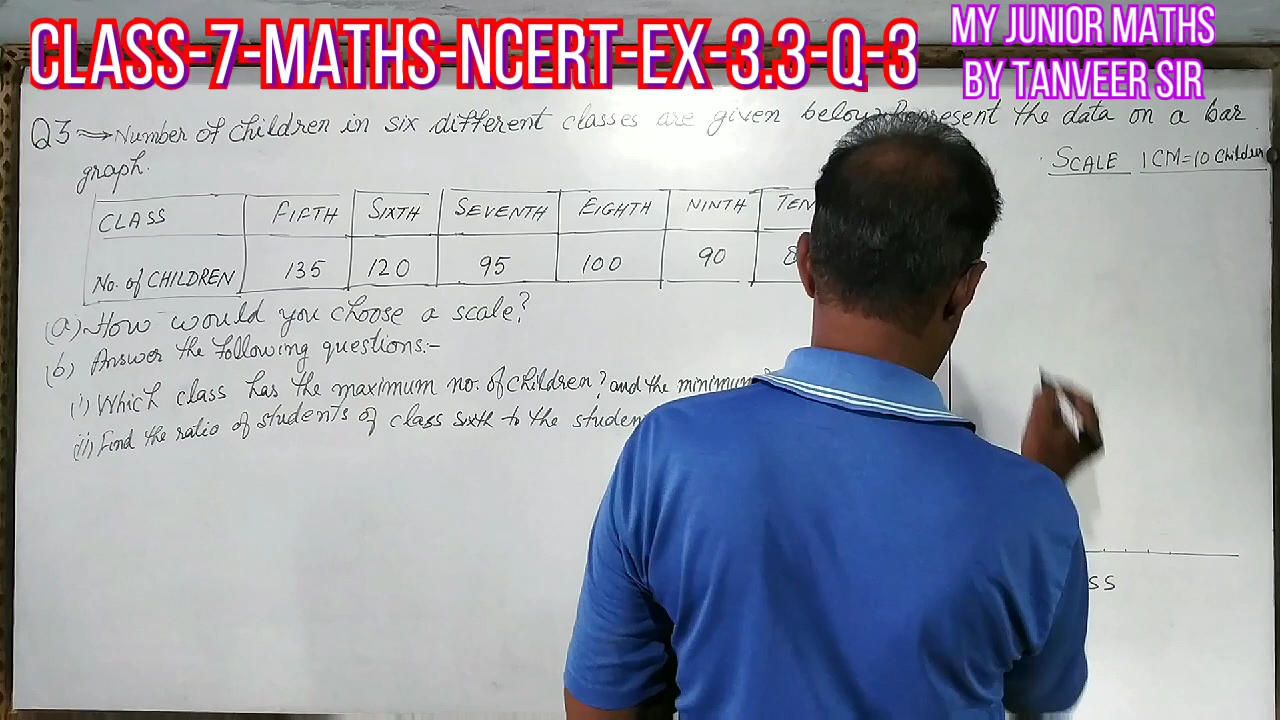 CLASS-7-MATHS-NCERT-EX-3.3-Q-3
MY JUNIOR MATHS
BY TANVEER SIR
Q3⇒Number of children in six different classes are given below. Represent the data on a bar
graph.
SCALE 1CM=10 Children
CLASS FIFTH SIXTH SEVENTH EIGHTH NINTH TEN
No. of CHILDREN 135 120 95 100 90 8
(a) How would you choose a scale?
(b) Answer the following questions:-
(i) Which class has the maximum no. of children? and the minimum
(ii) Find the ratio of students of class sixth to the studen
SS